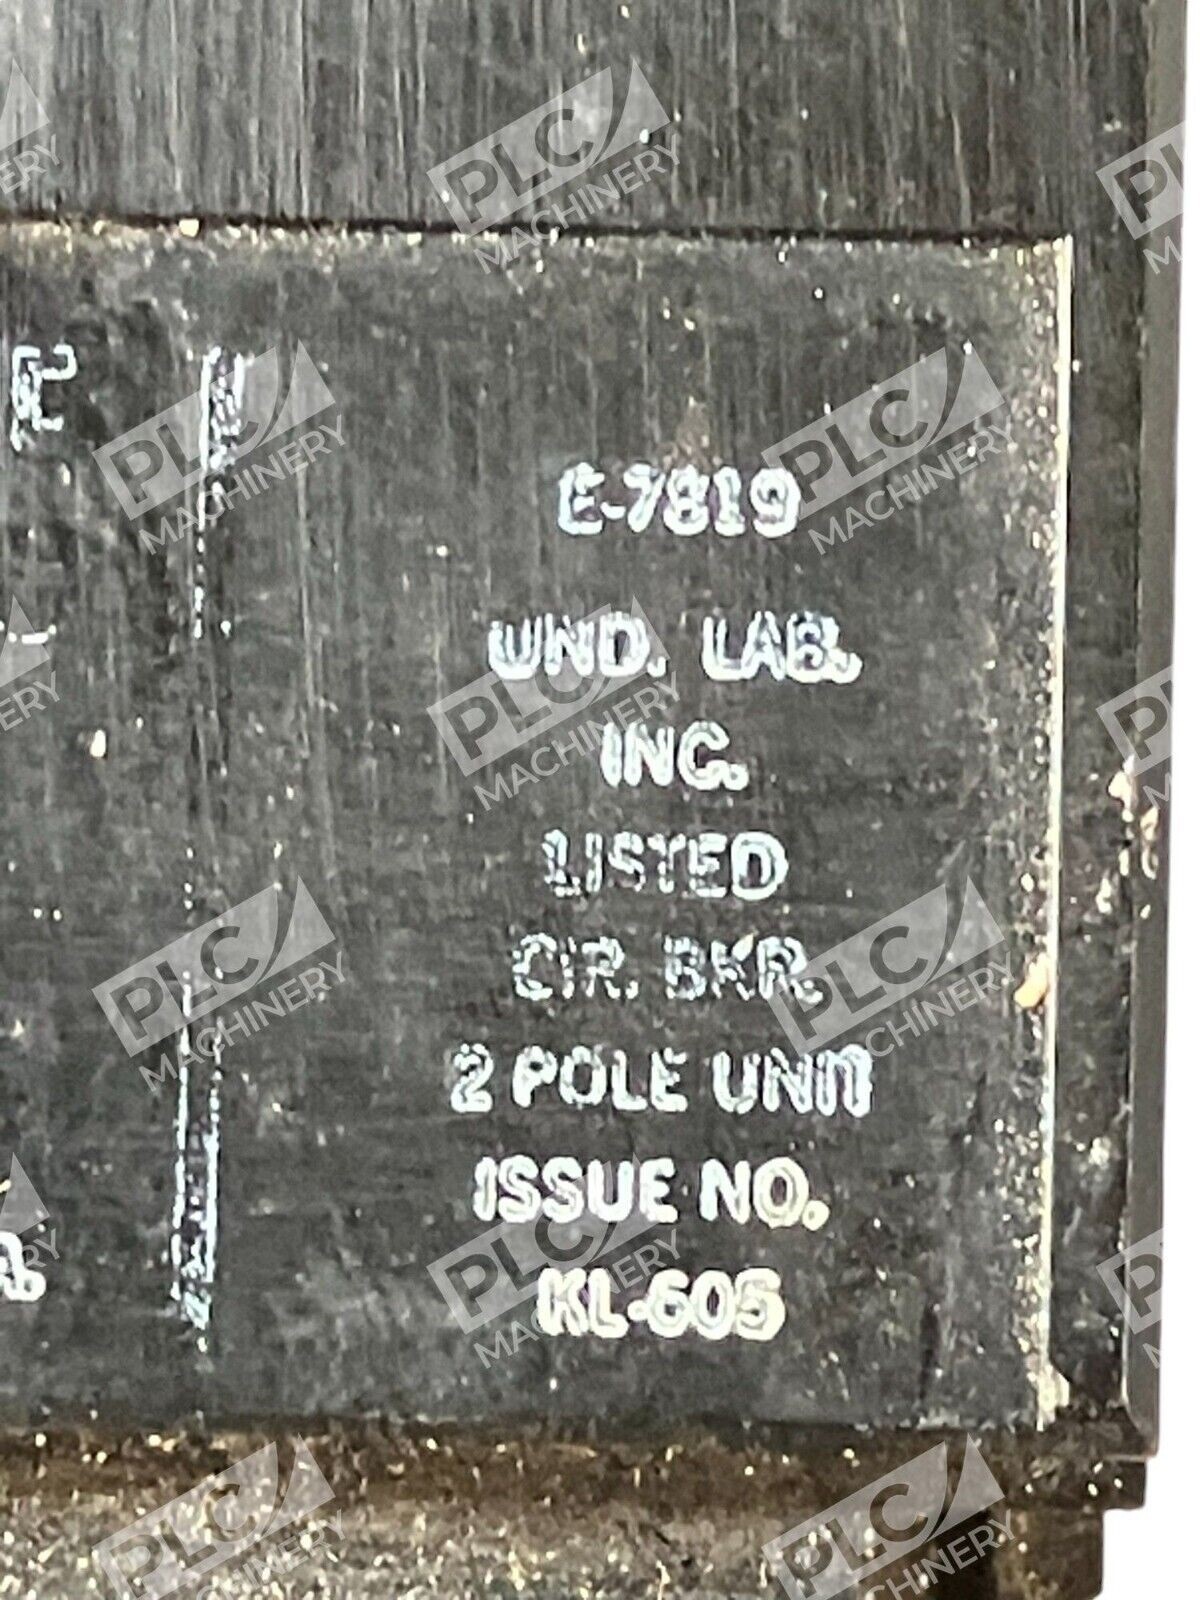 E-7819
UND. LAB.
INC.
LISTED
CIR. BKR.
2 POLE UNIT
ISSUE NO.
KL-605
PLC MACHINERY